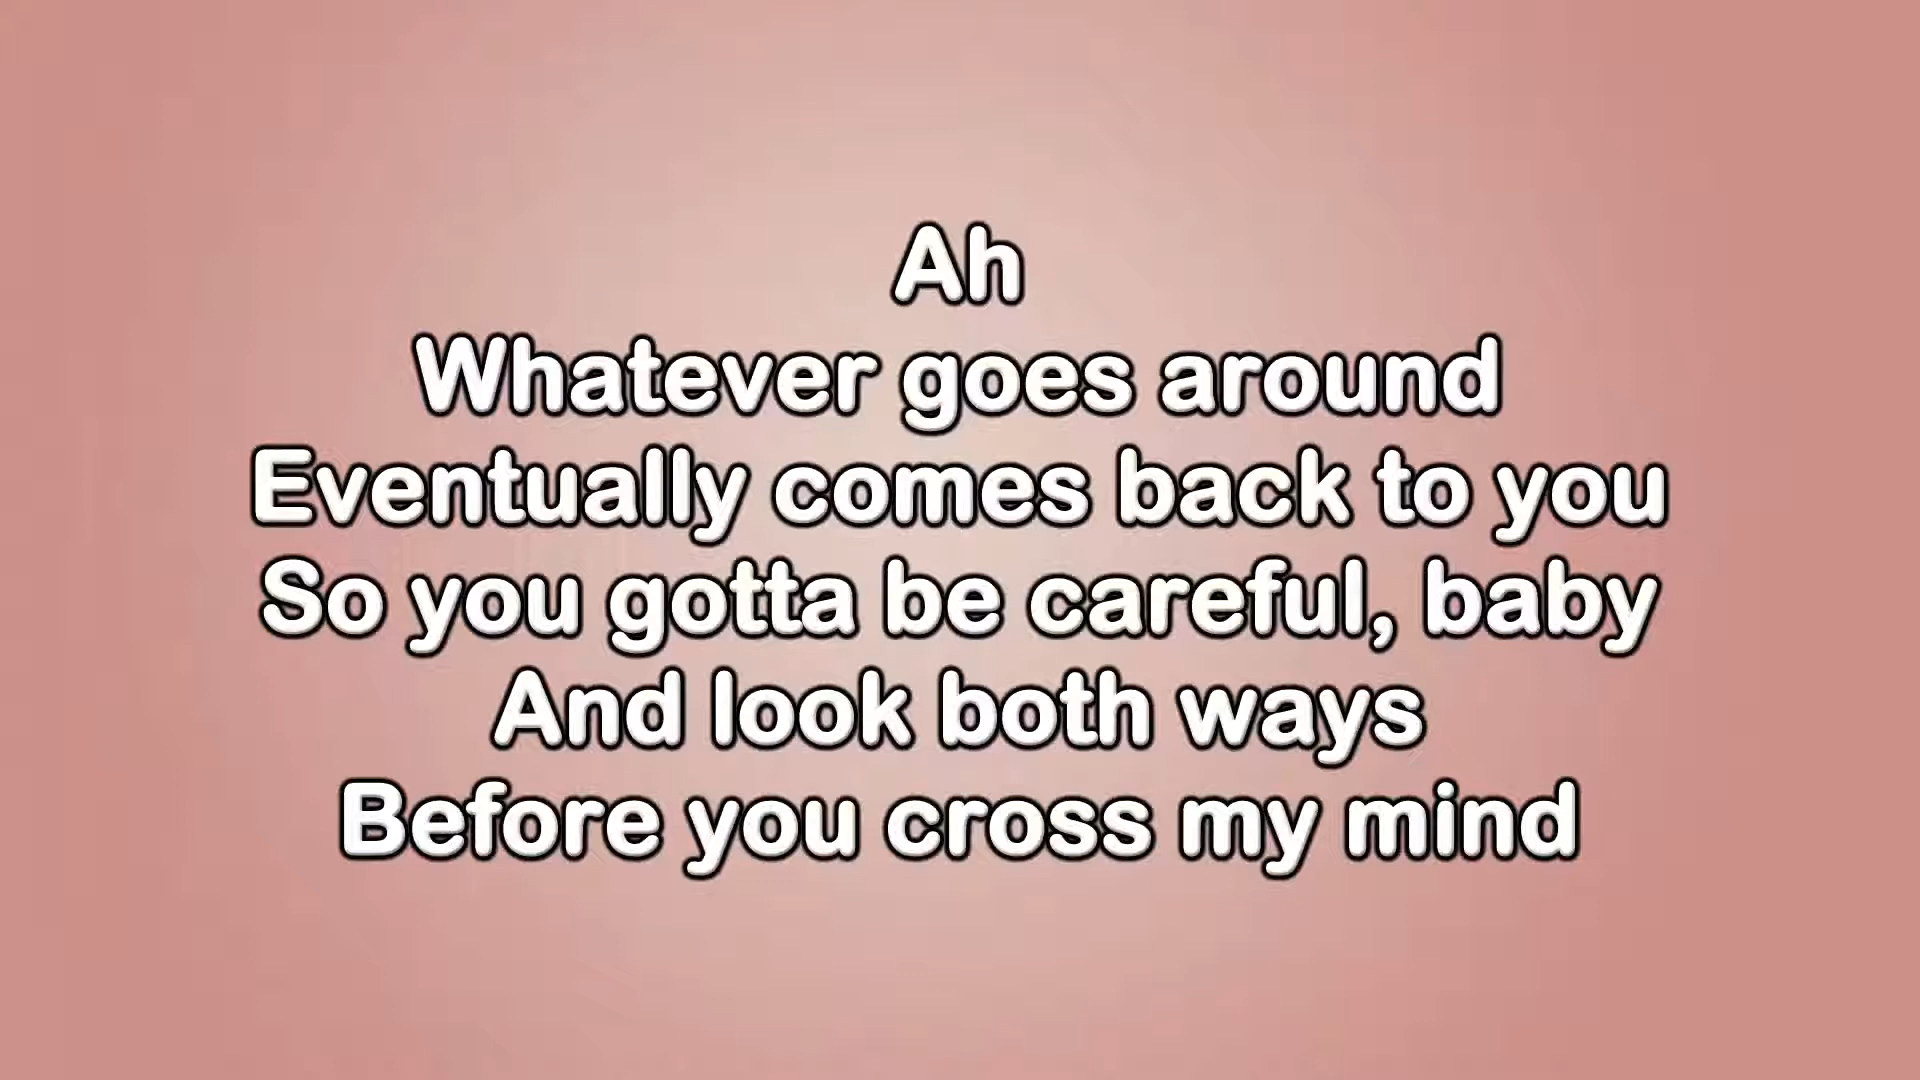 Ah
Whatever goes around
Eventually comes back to you
So you gotta be careful, baby
And look both ways
Before you cross my mind